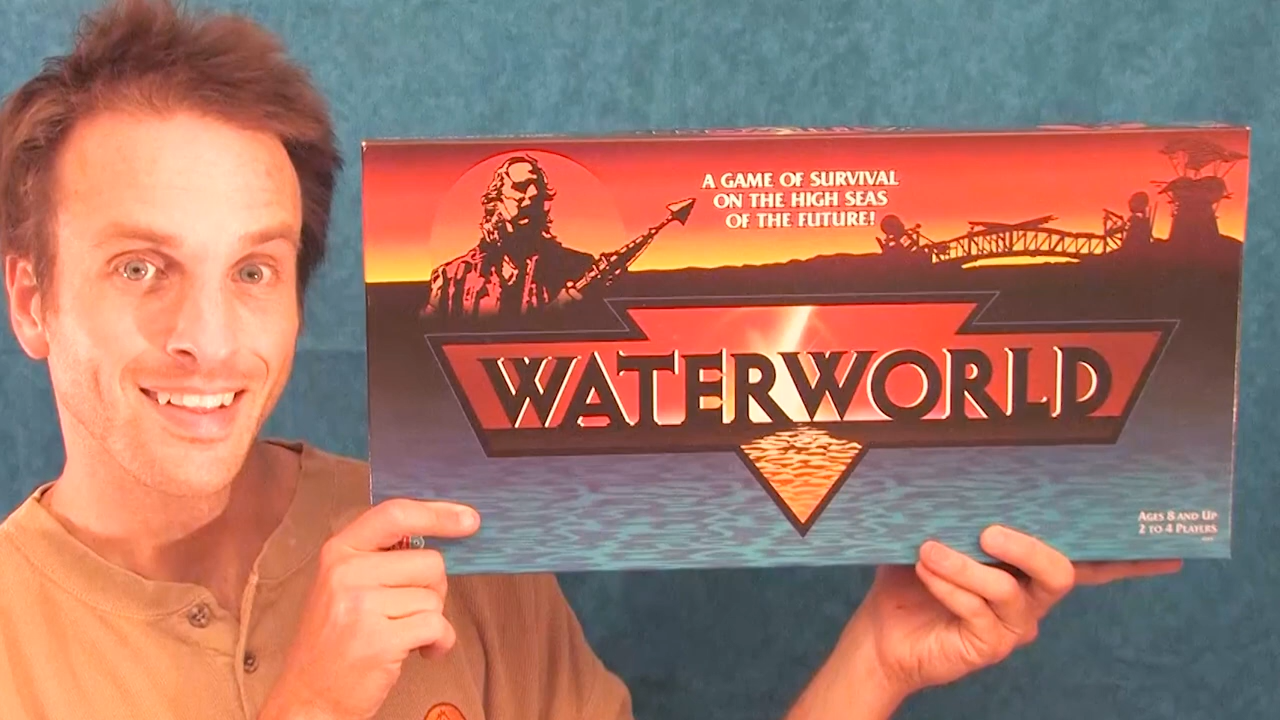 A GAME OF SURVIVAL
ON THE HIGH SEAS
OF THE FUTURE!
WATERWORLD
AGES 8 AND UP
2 TO 4 PLAYERS